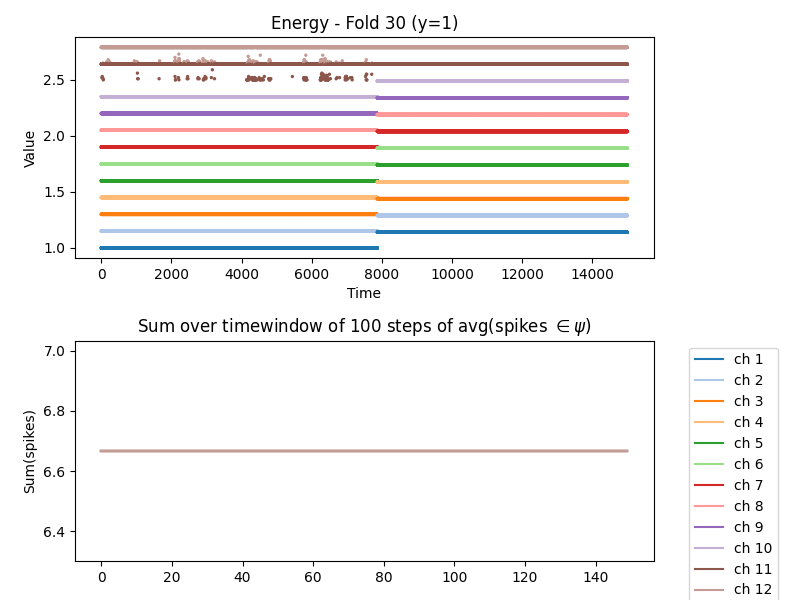 Energy - Fold 30 (y=1)
Value
2.5
2.0
1.5
1.0
0 2000 4000 6000 8000 10000 12000 14000
Time
Sum over timewindow of 100 steps of avg(spikes ∈ ψ)
Sum(spikes)
7.0
6.8
6.6
6.4
0 20 40 60 80 100 120 140
ch 1
ch 2
ch 3
ch 4
ch 5
ch 6
ch 7
ch 8
ch 9
ch 10
ch 11
ch 12